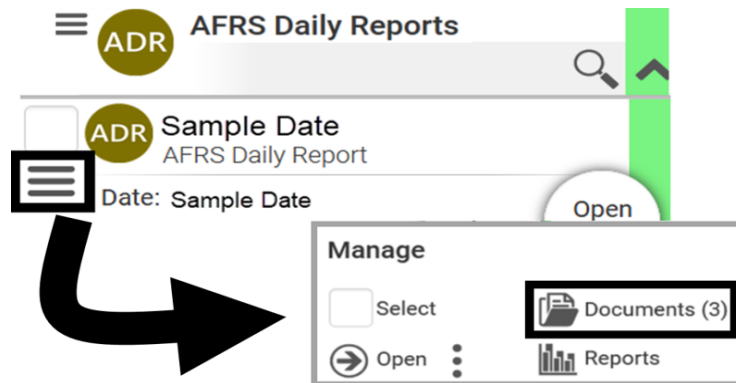 ADR AFRS Daily Reports
ADR Sample Date
AFRS Daily Report
Date: Sample Date
Open
Manage
Select Documents (3)
Open Reports